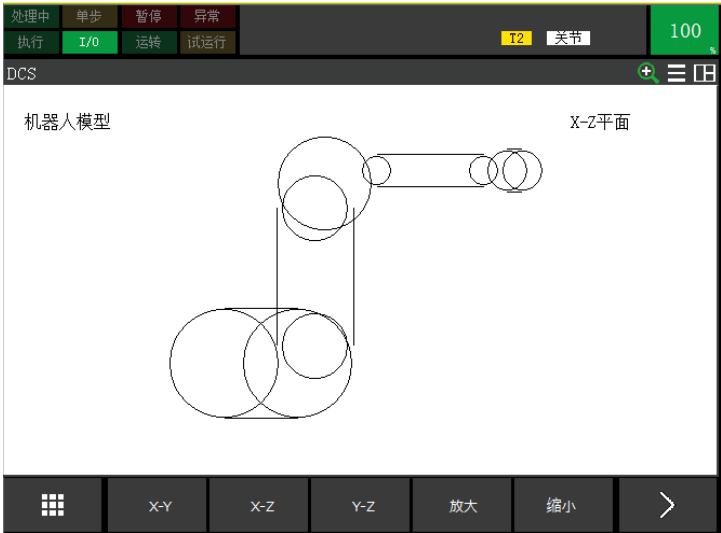 处理中 单步 暂停 异常
执行 I/O 运转 试运行 T2 关节 100 %
DCS
机器人模型 X-Z平面
X-Y X-Z Y-Z 放大 缩小